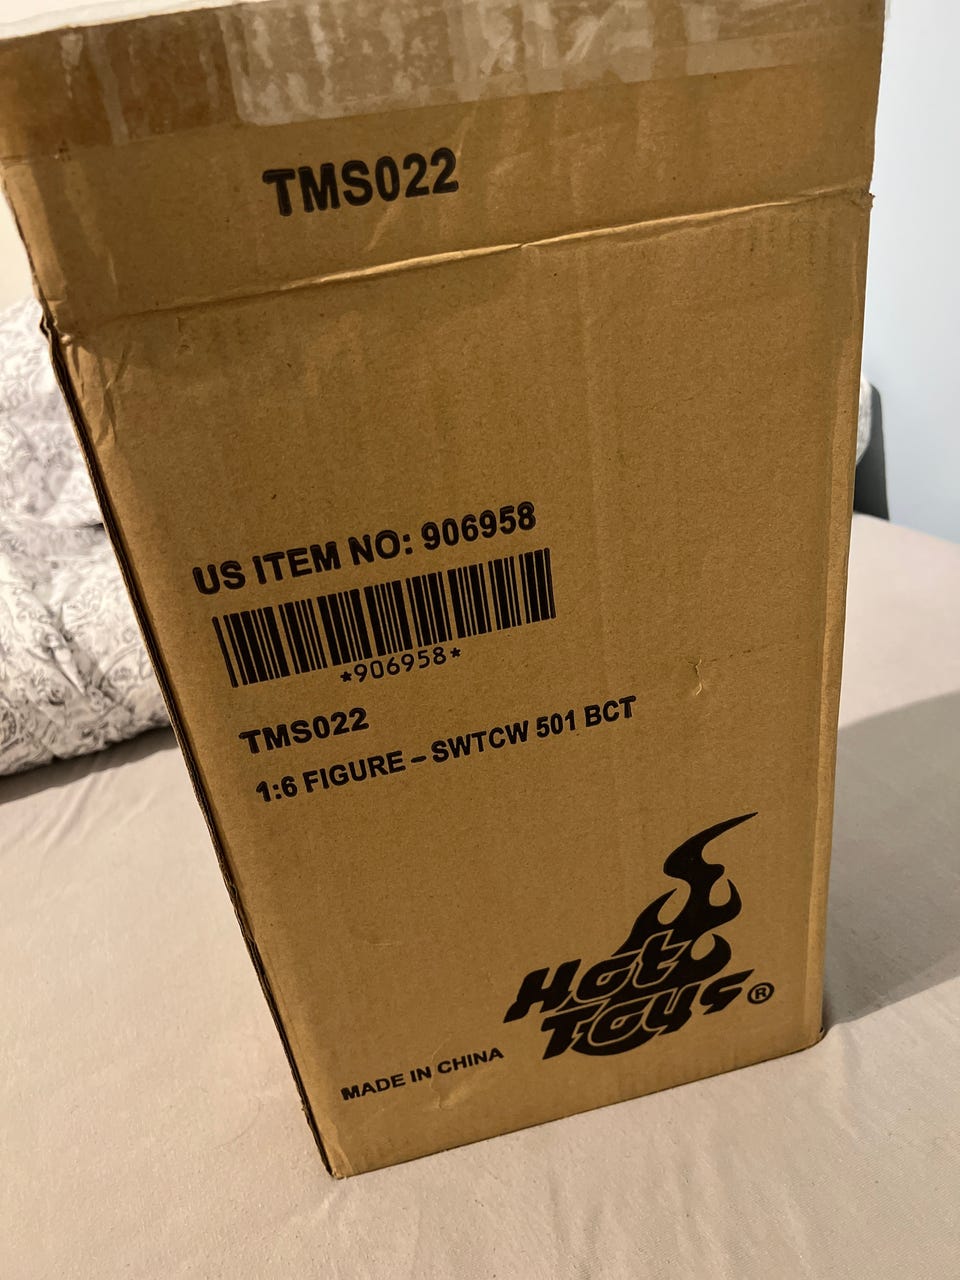 TMS022
US ITEM NO: 906958
*906958*
TMS022
1:6 FIGURE – SWTCW 501 BCT
Hot
Toys®
MADE IN CHINA